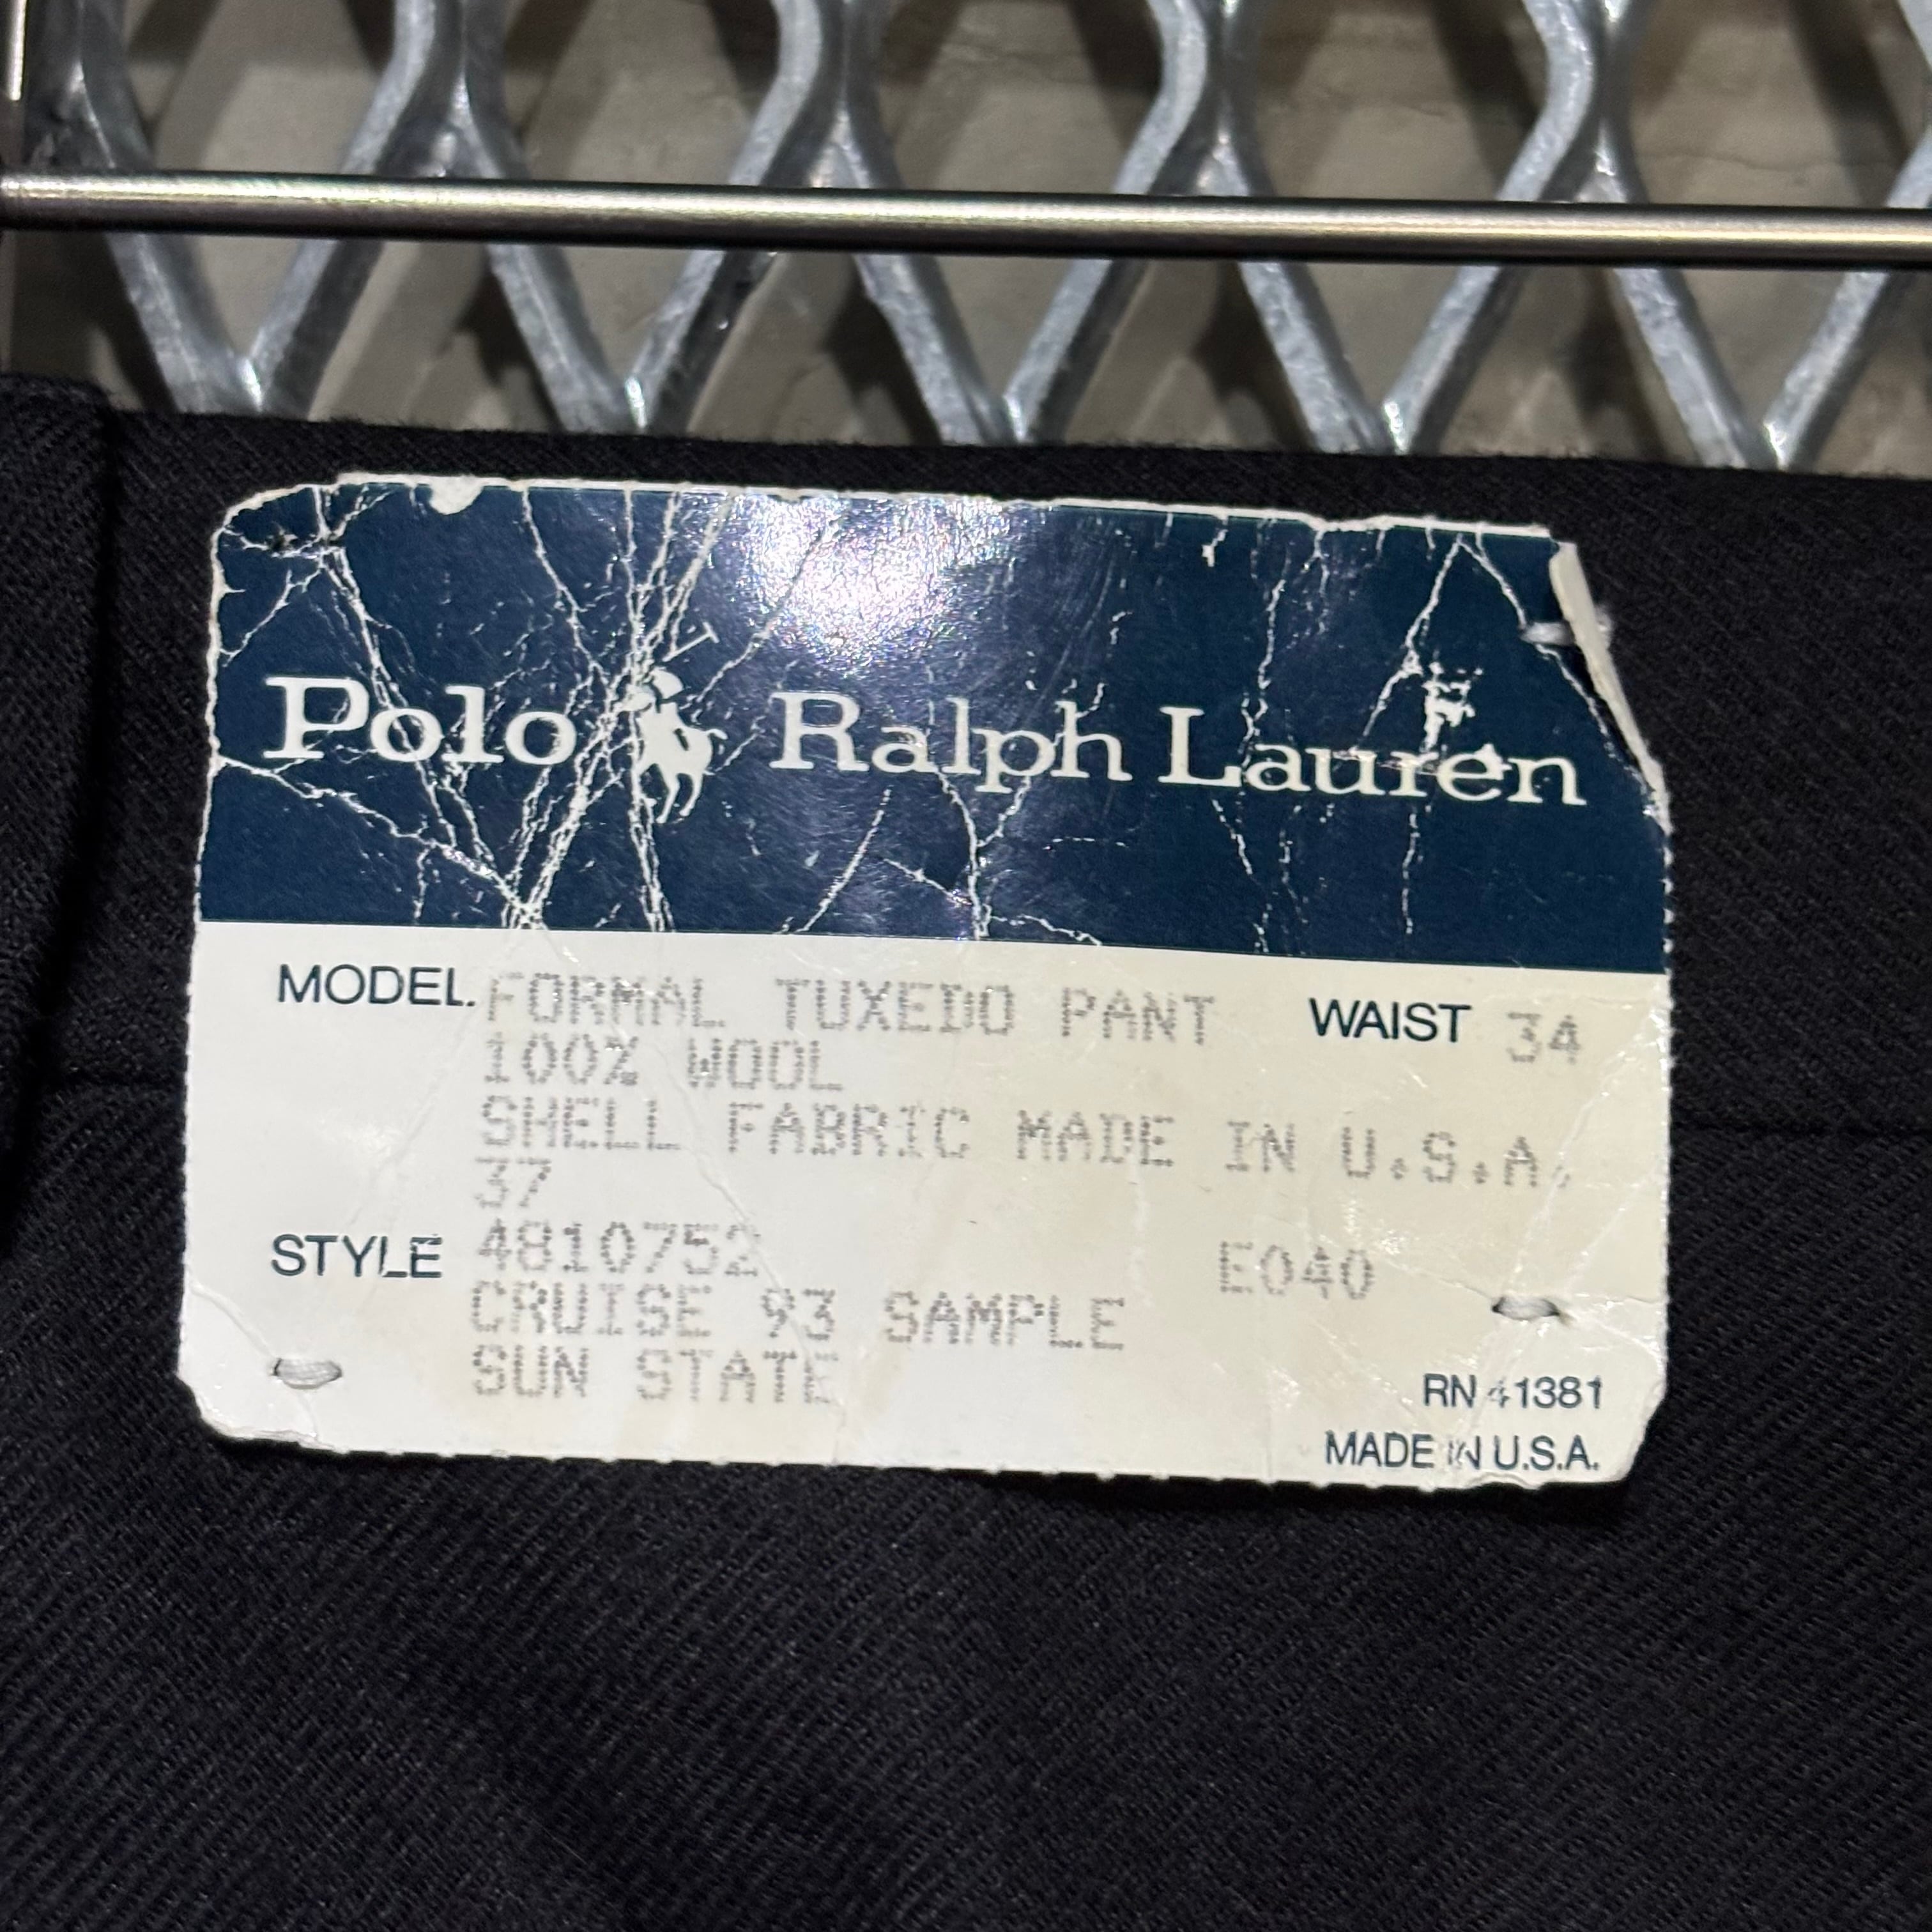 Polo Ralph Lauren
MODEL. FORMAL TUXEDO PANT WAIST 34
100% WOOL
SHELL FABRIC MADE IN U.S.A.
37
STYLE 4810752 E040
CRUISE 93 SAMPLE
SUN STATE
RN 41381
MADE IN U.S.A.